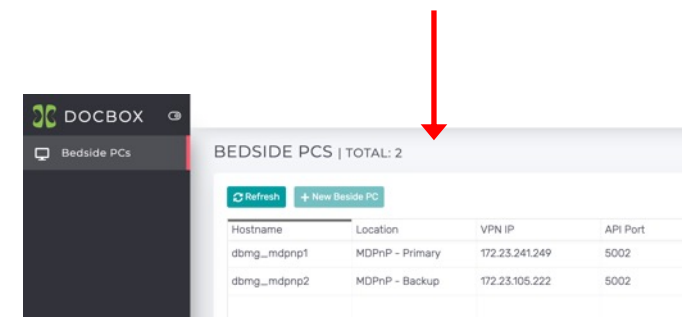 DOCBOX
Bedside PCs
BEDSIDE PCS | TOTAL: 2
Refresh + New Beside PC
Hostname Location VPN IP API Port
dbmg_mdpnp1 MDPnP - Primary 172.23.241.249 5002
dbmg_mdpnp2 MDPnP - Backup 172.23.105.222 5002